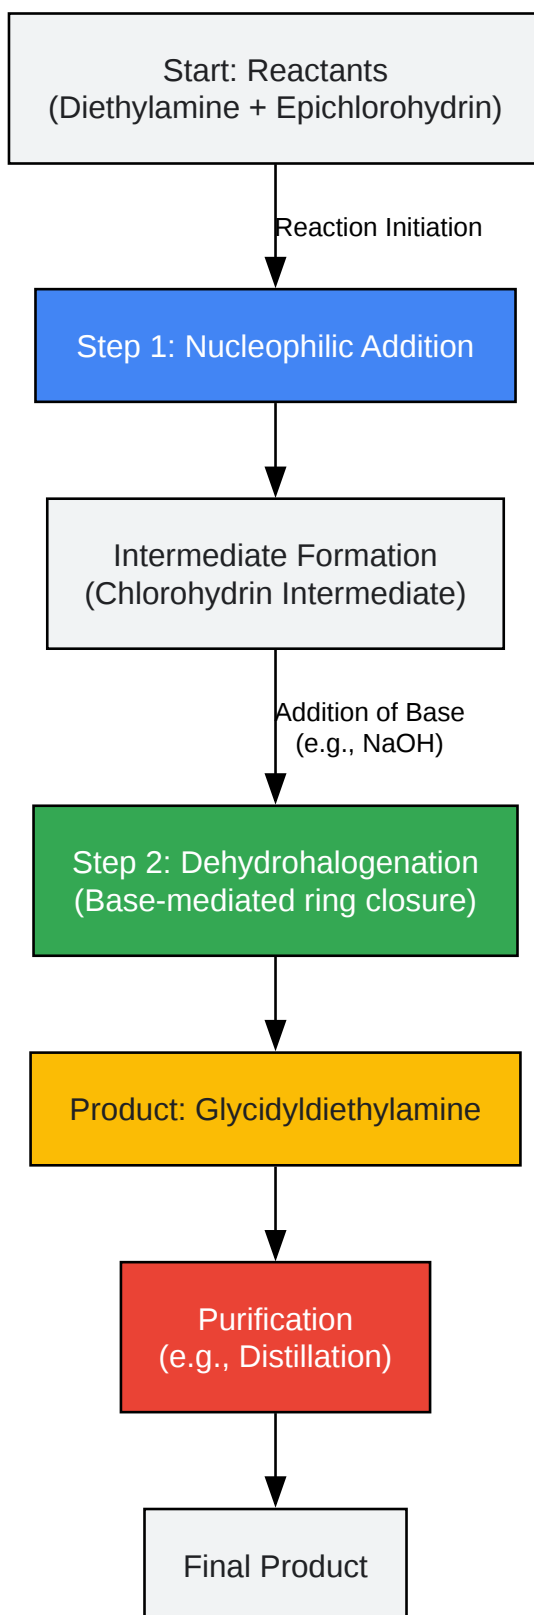 Start: Reactants
(Diethylamine + Epichlorohydrin)
Reaction Initiation
Step 1: Nucleophilic Addition
Intermediate Formation
(Chlorohydrin Intermediate)
Addition of Base
(e.g., NaOH)
Step 2: Dehydrohalogenation
(Base-mediated ring closure)
Product: Glycidyldiethylamine
Purification
(e.g., Distillation)
Final Product